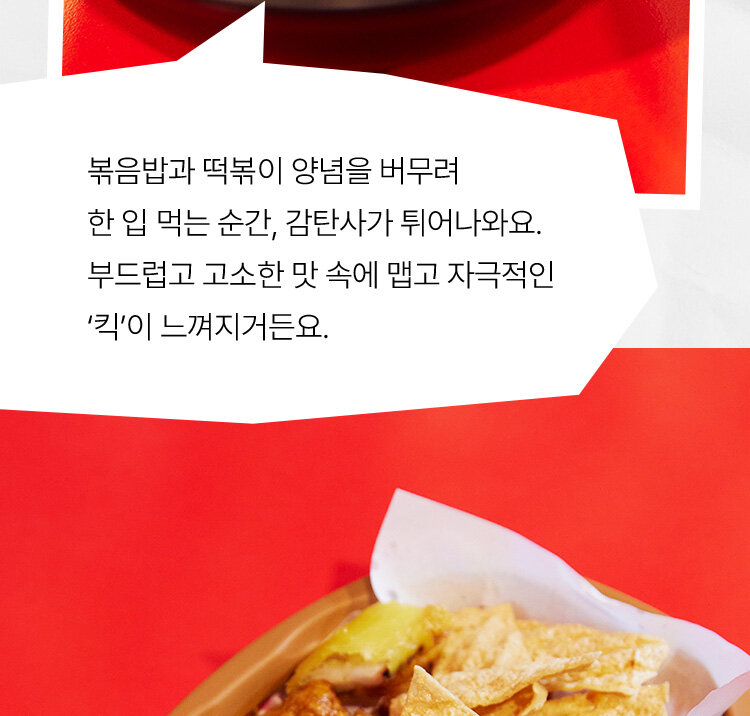 볶음밥과 떡볶이 양념을 버무려
한 입 먹는 순간, 감탄사가 튀어나와요.
부드럽고 고소한 맛 속에 맵고 자극적인
‘킥’이 느껴지거든요.